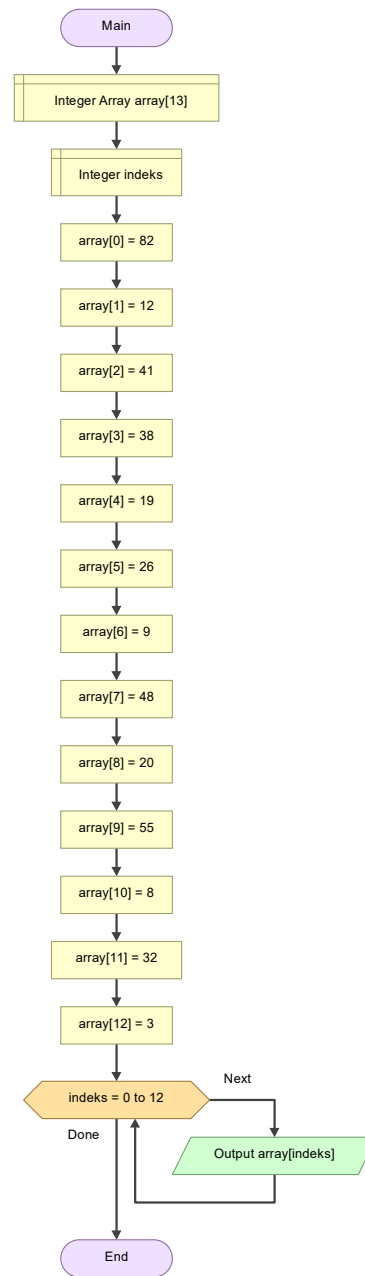 Main
Integer Array array[13]
Integer indeks
array[0] = 82
array[1] = 12
array[2] = 41
array[3] = 38
array[4] = 19
array[5] = 26
array[6] = 9
array[7] = 48
array[8] = 20
array[9] = 55
array[10] = 8
array[11] = 32
array[12] = 3
indeks = 0 to 12
Next
Output array[indeks]
Done
End